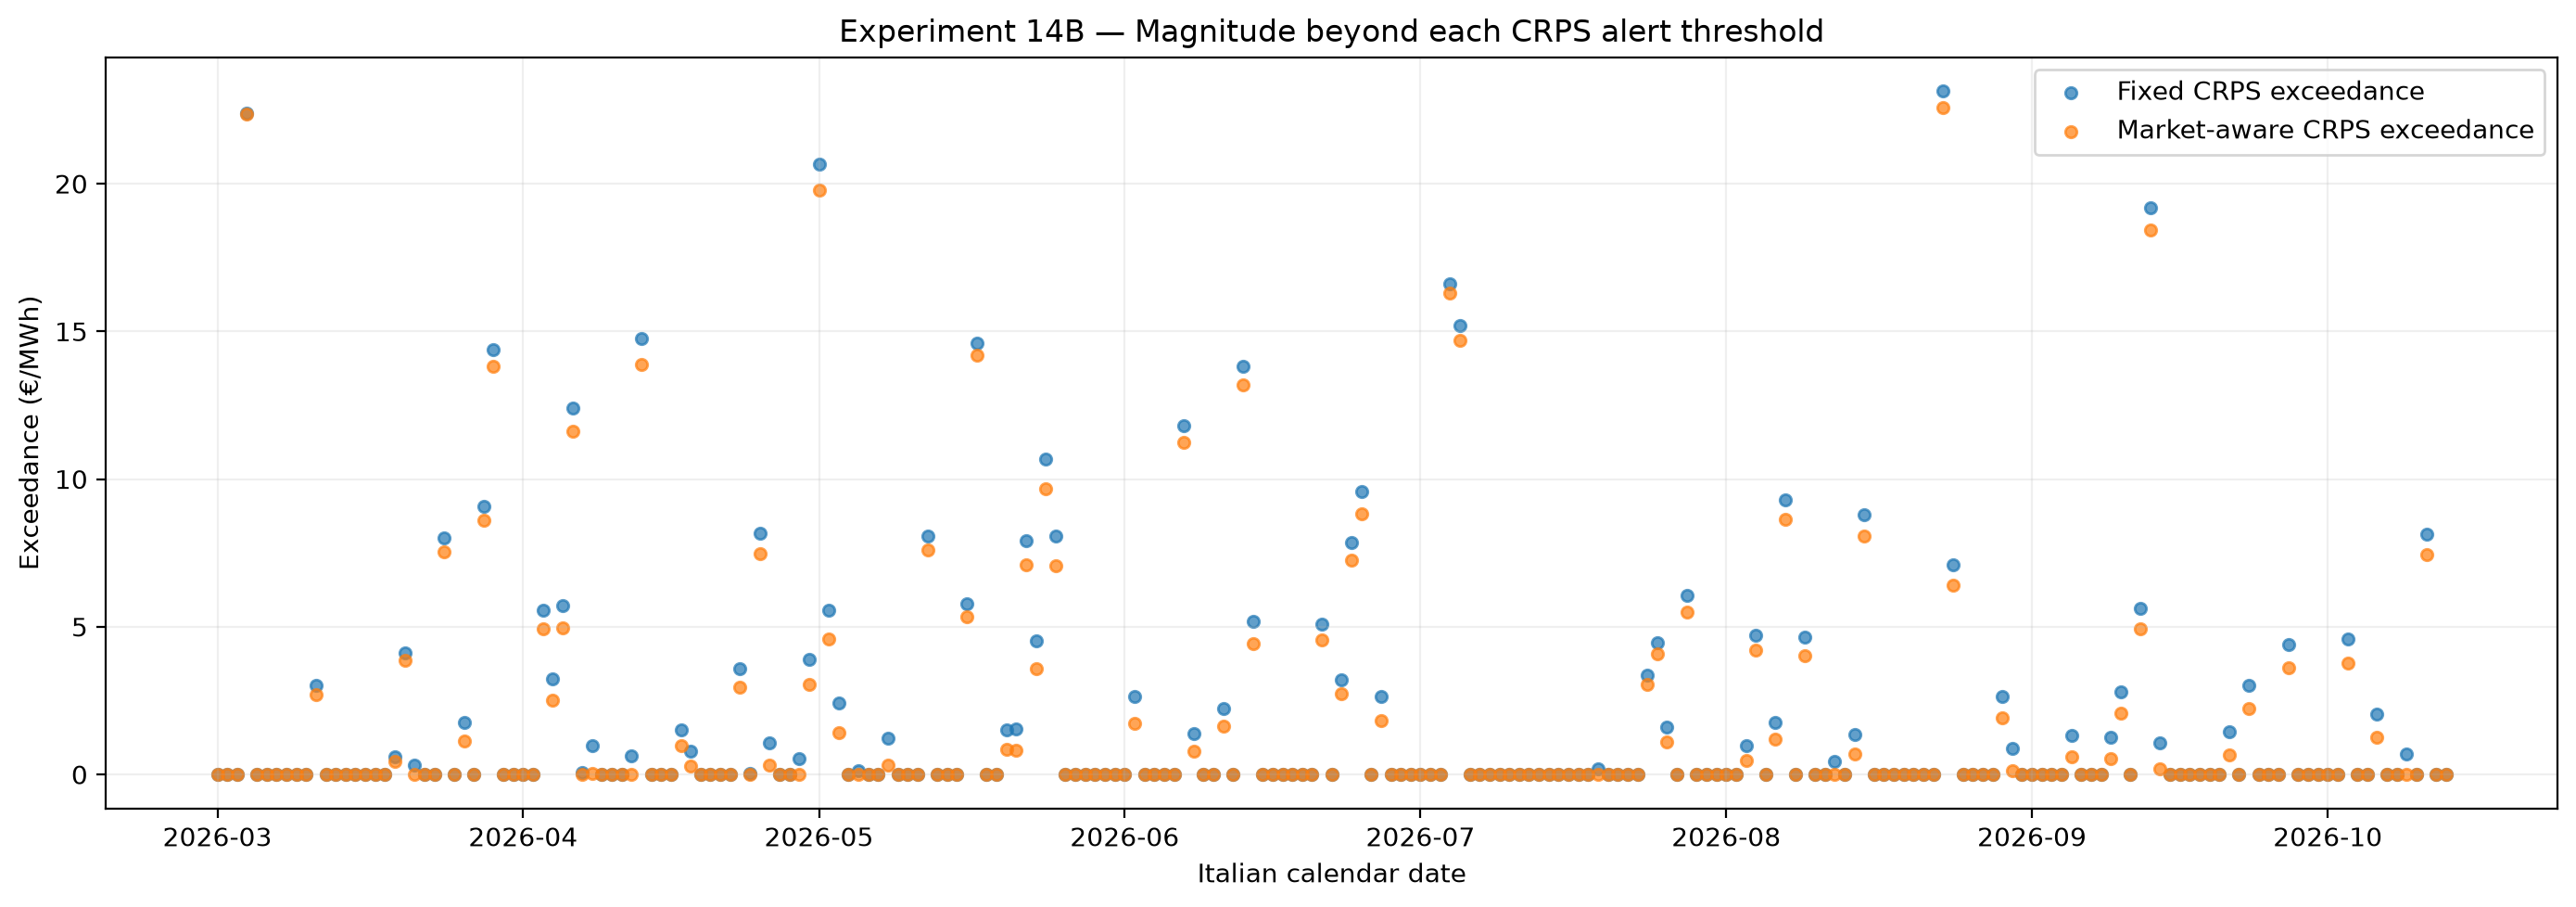 Experiment 14B — Magnitude beyond each CRPS alert threshold
Fixed CRPS exceedance
Market-aware CRPS exceedance
Exceedance (€/MWh)
20
15
10
5
0
2026-03 2026-04 2026-05 2026-06 2026-07 2026-08 2026-09 2026-10
Italian calendar date